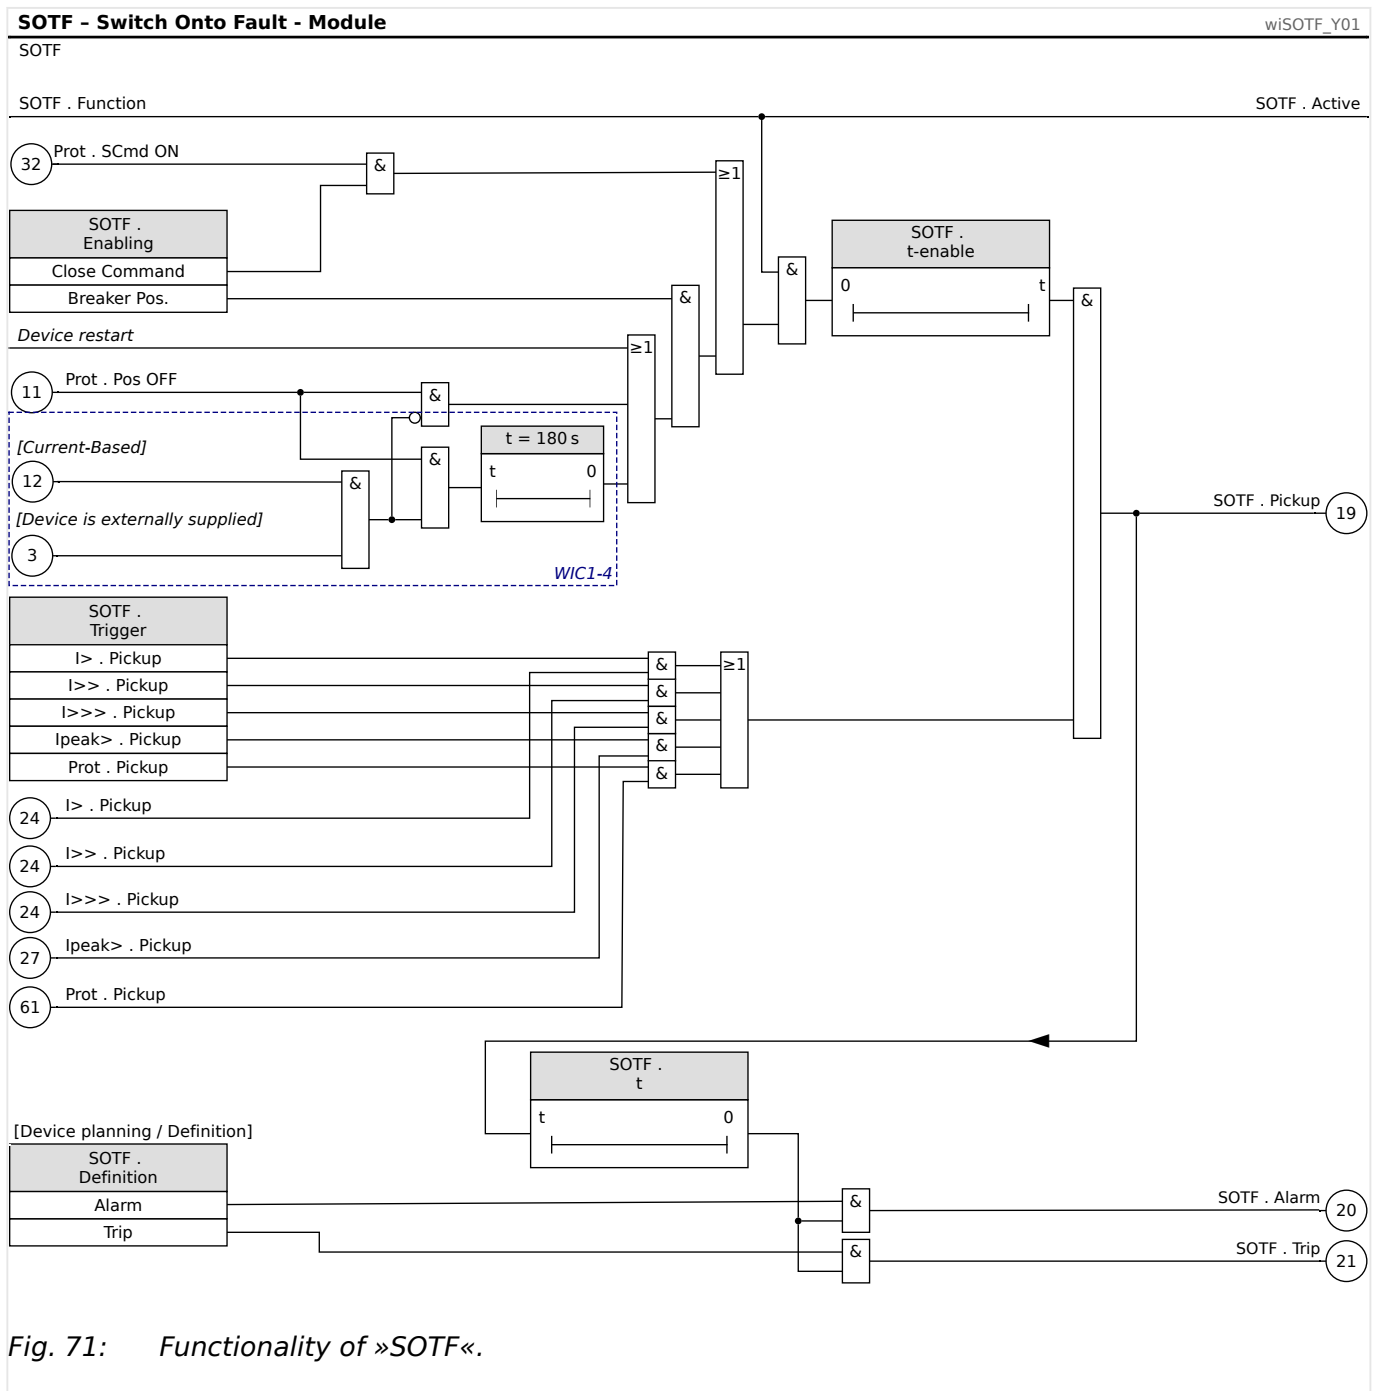 SOTF – Switch Onto Fault - Module
wiSOTF_Y01
SOTF
SOTF . Function
SOTF . Active
32
Prot . SCmd ON
&
≥1
SOTF .
Enabling
Close Command
Breaker Pos.
SOTF .
t-enable
0
t
&
&
&
Device restart
≥1
11
Prot . Pos OFF
&
[Current-Based]
12
&
&
t = 180 s
t
0
[Device is externally supplied]
3
WIC1-4
SOTF . Pickup
19
SOTF .
Trigger
I> . Pickup
I>> . Pickup
I>>> . Pickup
Ipeak> . Pickup
Prot . Pickup
&
&
&
&
&
≥1
24
I> . Pickup
24
I>> . Pickup
24
I>>> . Pickup
27
Ipeak> . Pickup
61
Prot . Pickup
SOTF .
t
t
0
[Device planning / Definition]
SOTF .
Definition
Alarm
Trip
&
SOTF . Alarm
20
&
SOTF . Trip
21
Fig. 71: Functionality of »SOTF«.